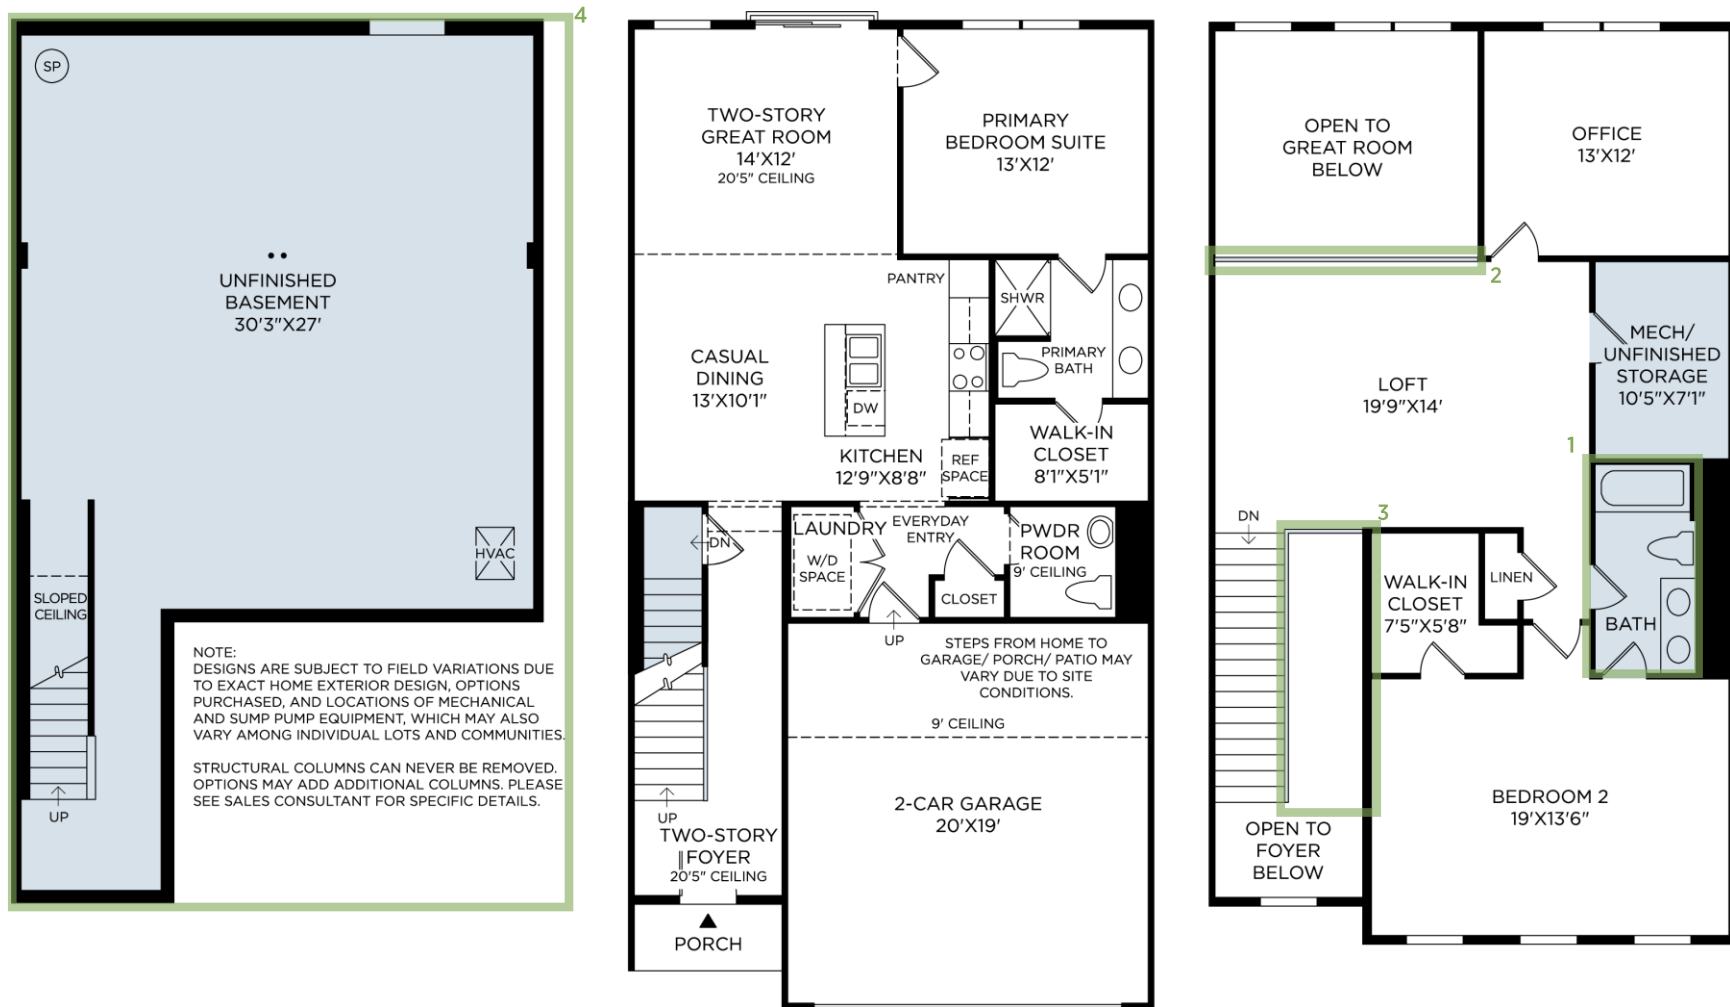 4
SP
UNFINISHED
BASEMENT
30'3"X27'
HVAC
SLOPED
CEILING
UP
NOTE:
DESIGNS ARE SUBJECT TO FIELD VARIATIONS DUE
TO EXACT HOME EXTERIOR DESIGN, OPTIONS
PURCHASED, AND LOCATIONS OF MECHANICAL
AND SUMP PUMP EQUIPMENT, WHICH MAY ALSO
VARY AMONG INDIVIDUAL LOTS AND COMMUNITIES.
STRUCTURAL COLUMNS CAN NEVER BE REMOVED.
OPTIONS MAY ADD ADDITIONAL COLUMNS. PLEASE
SEE SALES CONSULTANT FOR SPECIFIC DETAILS.
TWO-STORY
GREAT ROOM
14'X12'
20'5" CEILING
PRIMARY
BEDROOM SUITE
13'X12'
PANTRY
SHWR
PRIMARY
BATH
CASUAL
DINING
13'X10'1"
DW
KITCHEN
12'9"X8'8"
REF
SPACE
WALK-IN
CLOSET
8'1"X5'1"
DN
LAUNDRY
W/D
SPACE
EVERYDAY
ENTRY
PWDR
ROOM
9' CEILING
CLOSET
UP
STEPS FROM HOME TO
GARAGE/ PORCH/ PATIO MAY
VARY DUE TO SITE
CONDITIONS.
9' CEILING
2-CAR GARAGE
20'X19'
UP
TWO-STORY
FOYER
20'5" CEILING
PORCH
OPEN TO
GREAT ROOM
BELOW
OFFICE
13'X12'
2
MECH/
UNFINISHED
STORAGE
10'5"X7'1"
LOFT
19'9"X14'
1
DN
3
WALK-IN
CLOSET
7'5"X5'8"
LINEN
BATH
BEDROOM 2
19'X13'6"
OPEN TO
FOYER
BELOW